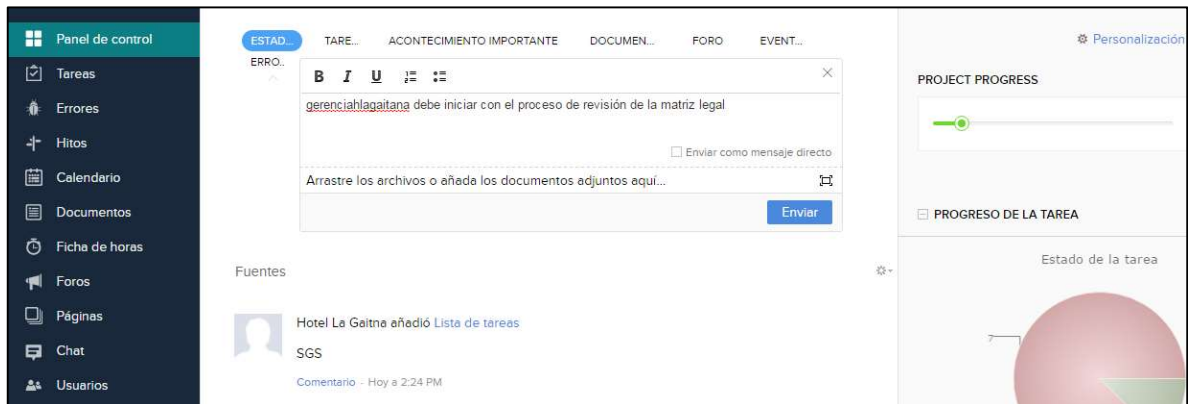 Panel de control
Tareas
Errores
Hitos
Calendario
Documentos
Ficha de horas
Foros
Páginas
Chat
Usuarios
ESTAD... TARE... ACONTECIMIENTO IMPORTANTE DOCUMEN... FORO EVENT...
ERRO..
B I U
gerenciahlagaitana debe iniciar con el proceso de revisión de la matriz legal
Enviar como mensaje directo
Arrastre los archivos o añada los documentos adjuntos aquí...
Enviar
Fuentes
Hotel La Gaitna añadió Lista de tareas
SGS
Comentario - Hoy a 2:24 PM
Personalización
PROJECT PROGRESS
PROGRESO DE LA TAREA
Estado de la tarea
7